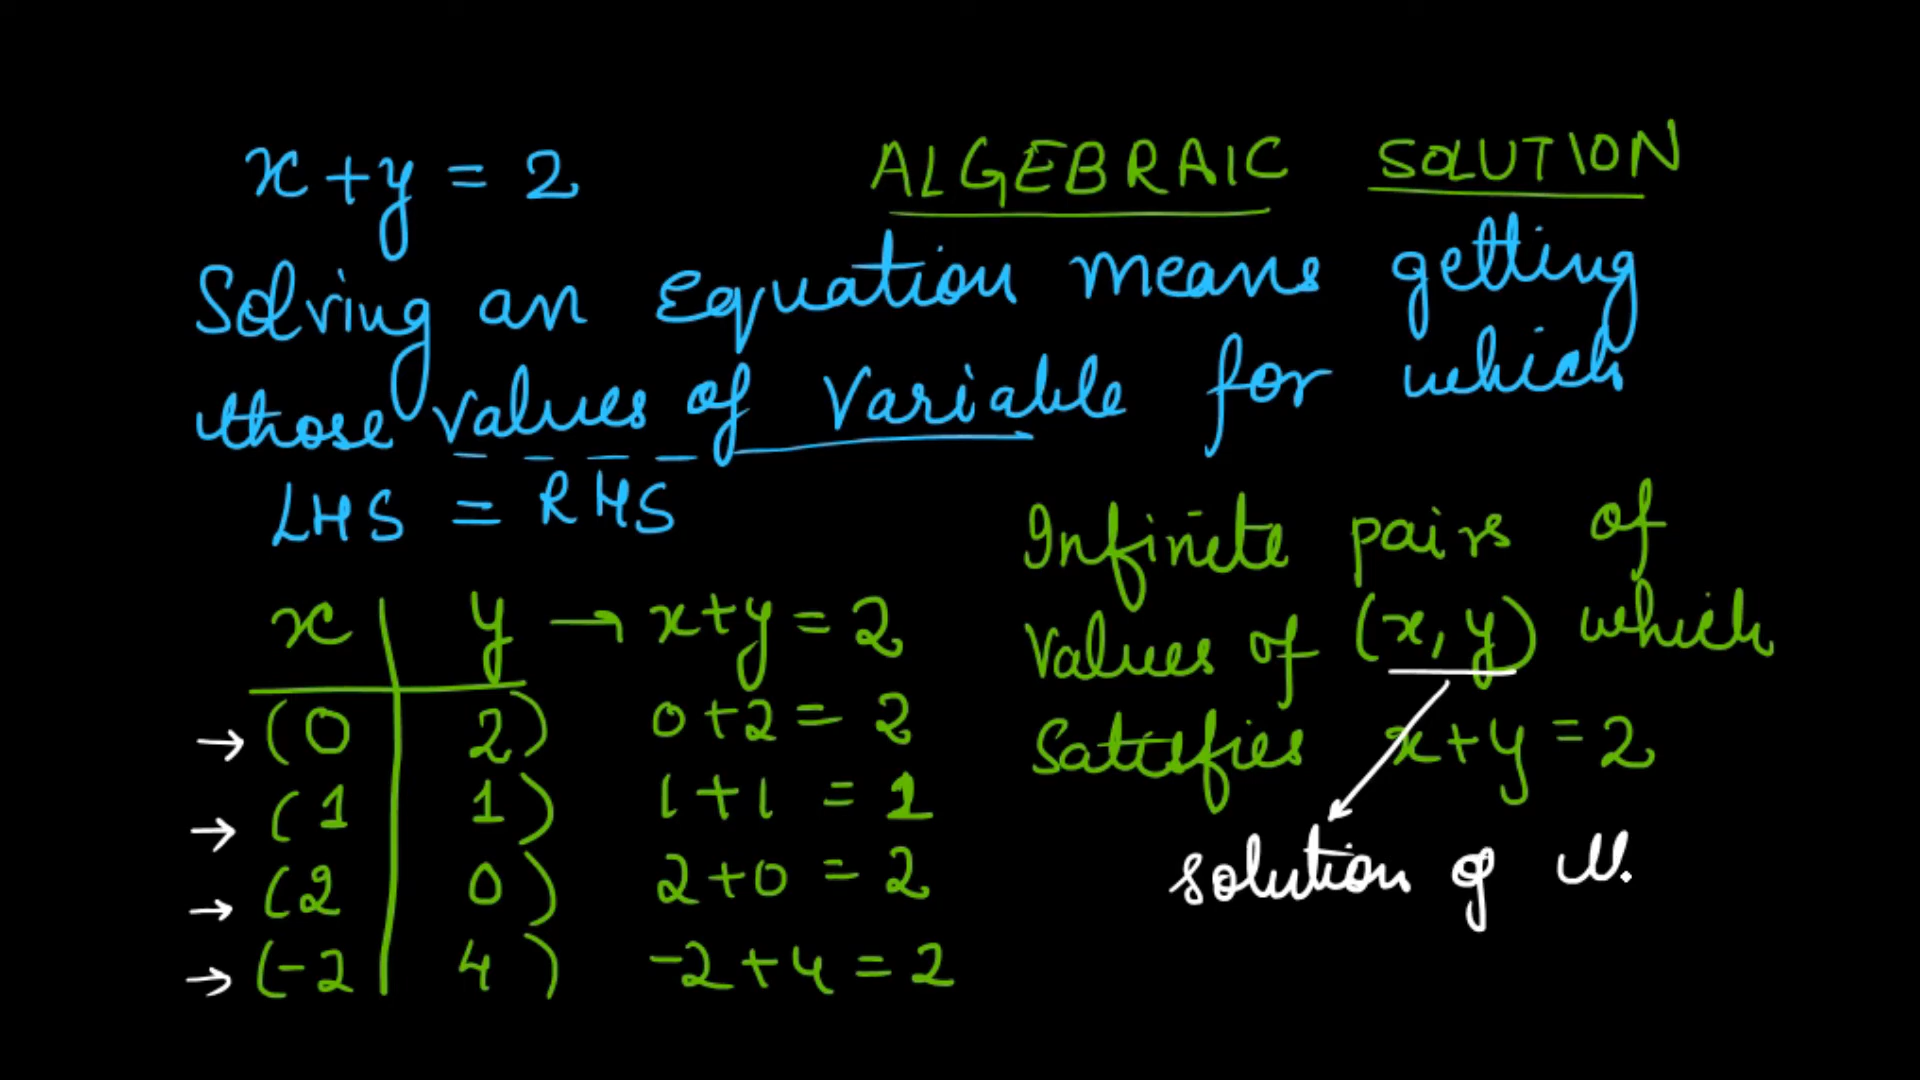 x+y=2
ALGEBRAIC SOLUTION
Solving an Equation means getting
those values of Variable for which
LHS = RHS
Infinite pairs of
Values of (x, y) which
Satisfies x+y=2
solution of
x y → x+y=2
→ (0 2) 0+2=2
→ (1 1) 1+1=2
→ (2 0) 2+0=2
→ (-2 4) -2+4=2